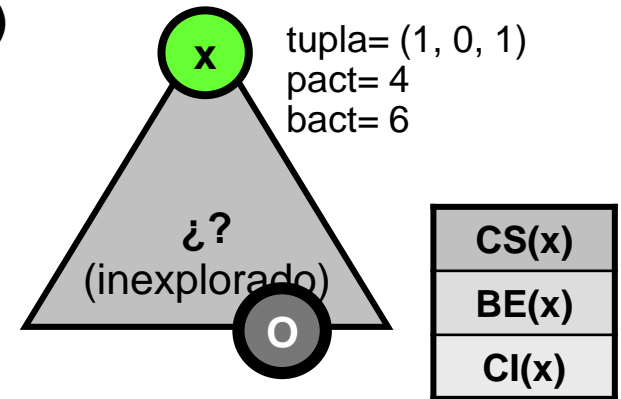 x
tupla= (1, 0, 1)
pact= 4
bact= 6
¿?
(inexplorado)
O
CS(x)
BE(x)
CI(x)